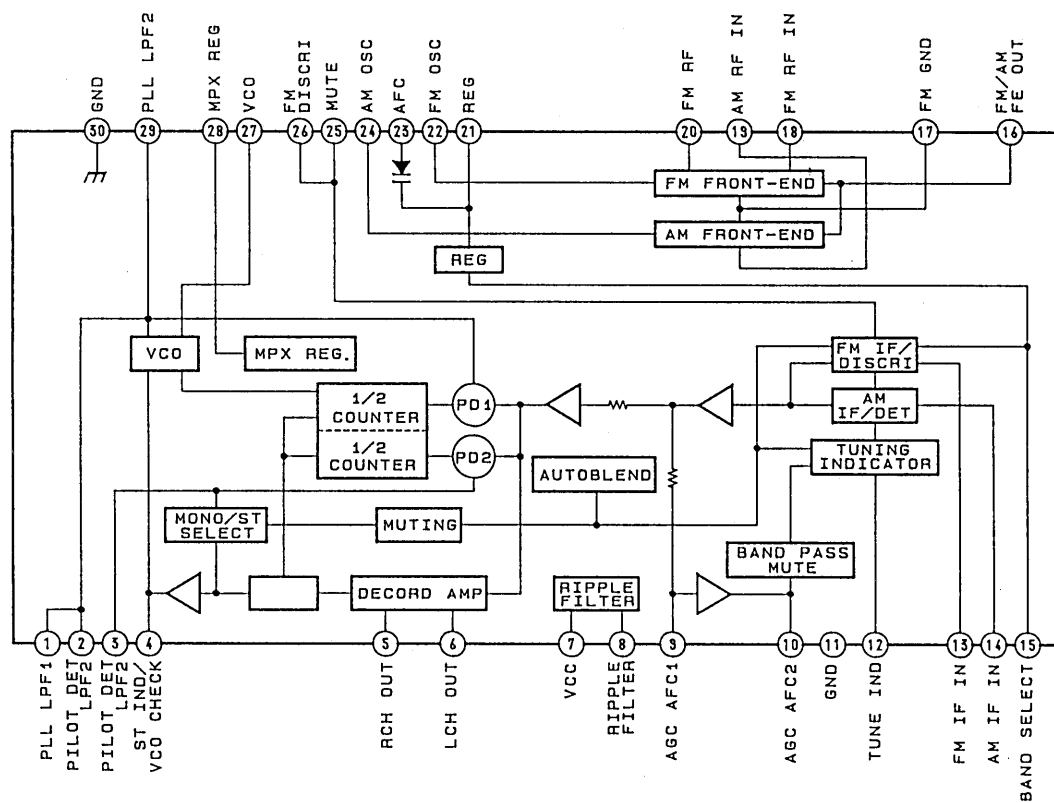 GND
PLL LPF2
MPX REG
VCO
FM
DISCRI
MUTE
AM OSC
AFC
FM OSC
REG
FM RF
AM RF IN
FM RF IN
FM GND
FM/AM
FE OUT
30
29
28
27
26
25
24
23
22
21
20
19
18
17
16
FM FRONT-END
AM FRONT-END
REG
VCO
MPX REG.
FM IF/
DISCRI
1/2
COUNTER
PD1
AM
IF/DET
1/2
COUNTER
PD2
TUNING
INDICATOR
AUTOBLEND
MONO/ST
SELECT
MUTING
BAND PASS
MUTE
DECORD AMP
RIPPLE
FILTER
1
2
3
4
5
6
7
8
9
10
11
12
13
14
15
PLL LPF1
PILOT DET
LPF2
PILOT DET
LPF2
ST IND/
VCO CHECK
RCH OUT
LCH OUT
VCC
RIPPLE
FILTER
AGC AFC1
AGC AFC2
GND
TUNE IND
FM IF IN
AM IF IN
BAND SELECT